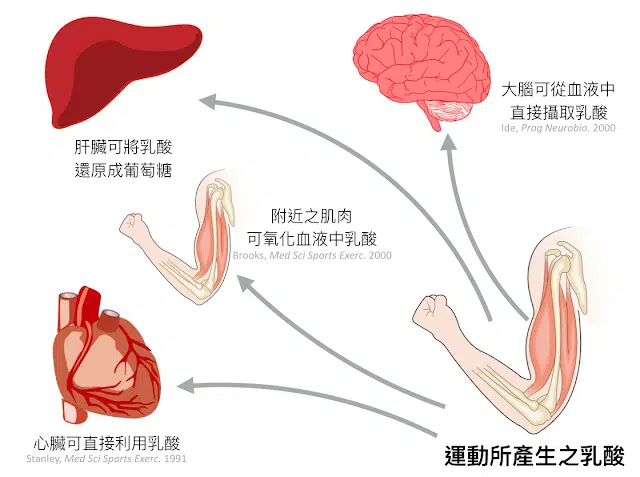 大腦可從血液中
直接攝取乳酸
Ide, Prog Neurobio. 2000
肝臟可將乳酸
還原成葡萄糖
附近之肌肉
可氧化血液中乳酸
Brooks, Med Sci Sports Exerc. 2000
心臟可直接利用乳酸
Stanley, Med Sci Sports Exerc. 1991
運動所產生之乳酸